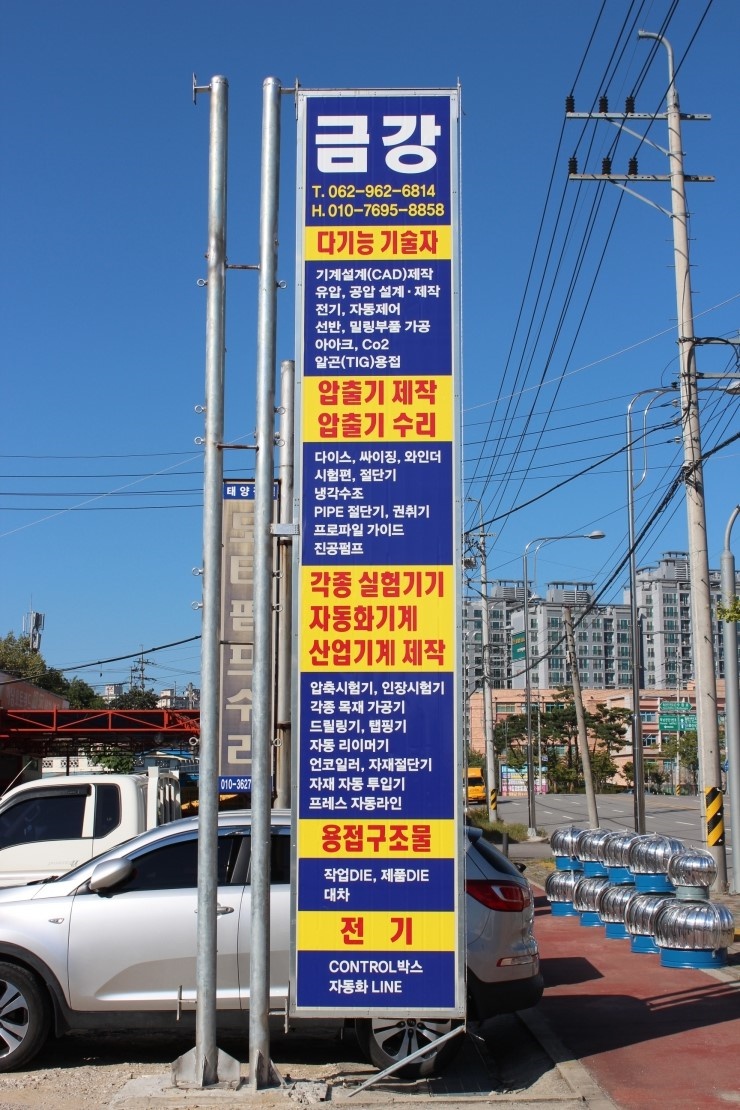 금강
T. 062-962-6814
H. 010-7695-8858
다기능 기술자
기계설계(CAD)제작
유압, 공압 설계·제작
전기, 자동제어
선반, 밀링부품 가공
아아크, Co2
알곤(TIG)용접
압출기 제작
압출기 수리
다이스, 싸이징, 와인더
시험편, 절단기
냉각수조
PIPE 절단기, 권취기
프로파일 가이드
진공펌프
각종 실험기기
자동화기계
산업기계 제작
압축시험기, 인장시험기
각종 목재 가공기
드릴링기, 탭핑기
자동 리이머기
언코일러, 자재절단기
자재 자동 투입기
프레스 자동라인
용접구조물
작업DIE, 제품DIE
대차
전 기
CONTROL박스
자동화 LINE
태양
모터펌프수리
010-3627